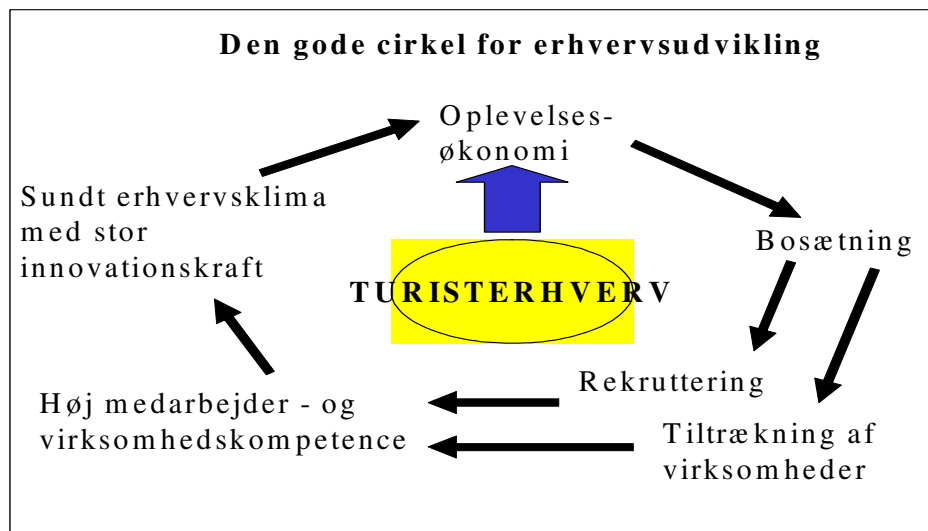 Den gode cirkel for erhvervsudvikling
Oplevelses-
økonomi
Sundt erhvervsklima
med stor
innovationskraft
Bosætning
TURISTERHVERV
Rekruttering
Høj medarbejder - og
virksomhedskompetence
Tiltrækning af
virksomheder